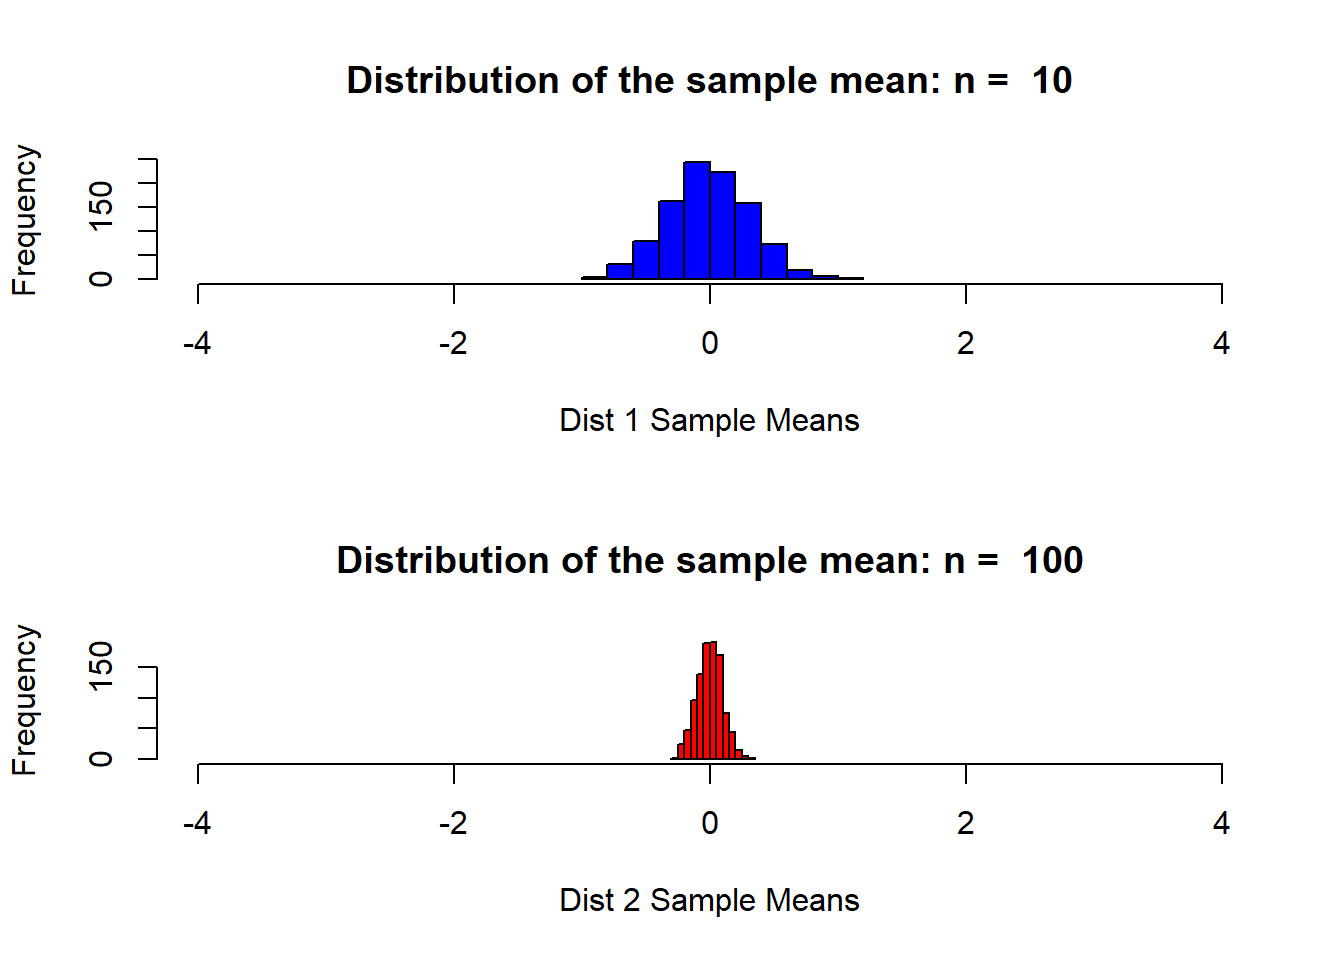 Distribution of the sample mean: n =  10
Frequency
150
0
-4 -2 0 2 4
Dist 1 Sample Means
Distribution of the sample mean: n =  100
Frequency
150
0
-4 -2 0 2 4
Dist 2 Sample Means